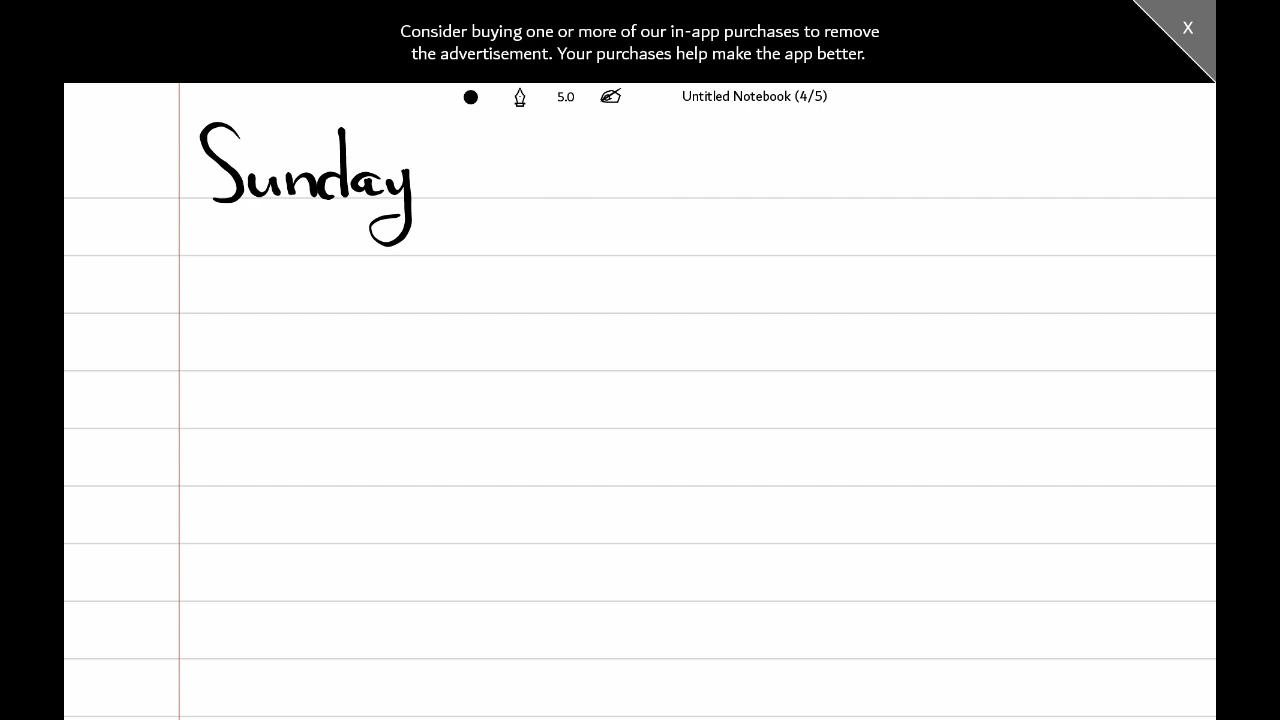 Consider buying one or more of our in-app purchases to remove
the advertisement. Your purchases help make the app better.
X
5.0
Untitled Notebook (4/5)
Sunday